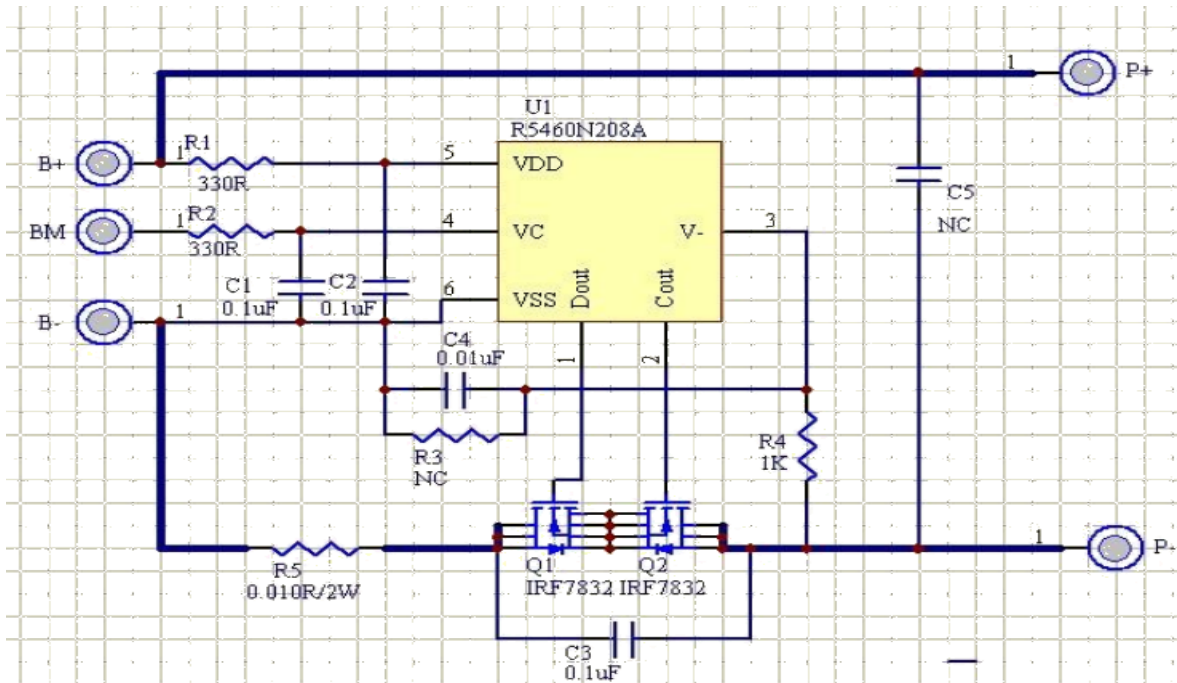 1
P+
U1
R5460N208A
R1
B+
1
5
VDD
330R
C5
R2
BM
1
4
VC
V-
3
NC
330R
C1
C2
6
VSS
Dout
Cout
0.1uF
0.1uF
B-
1
C4
0.01uF
1
2
R3
NC
R4
1K
1
P-
R5
0.010R/2W
Q1
Q2
IRF7832
IRF7832
C3
0.1uF